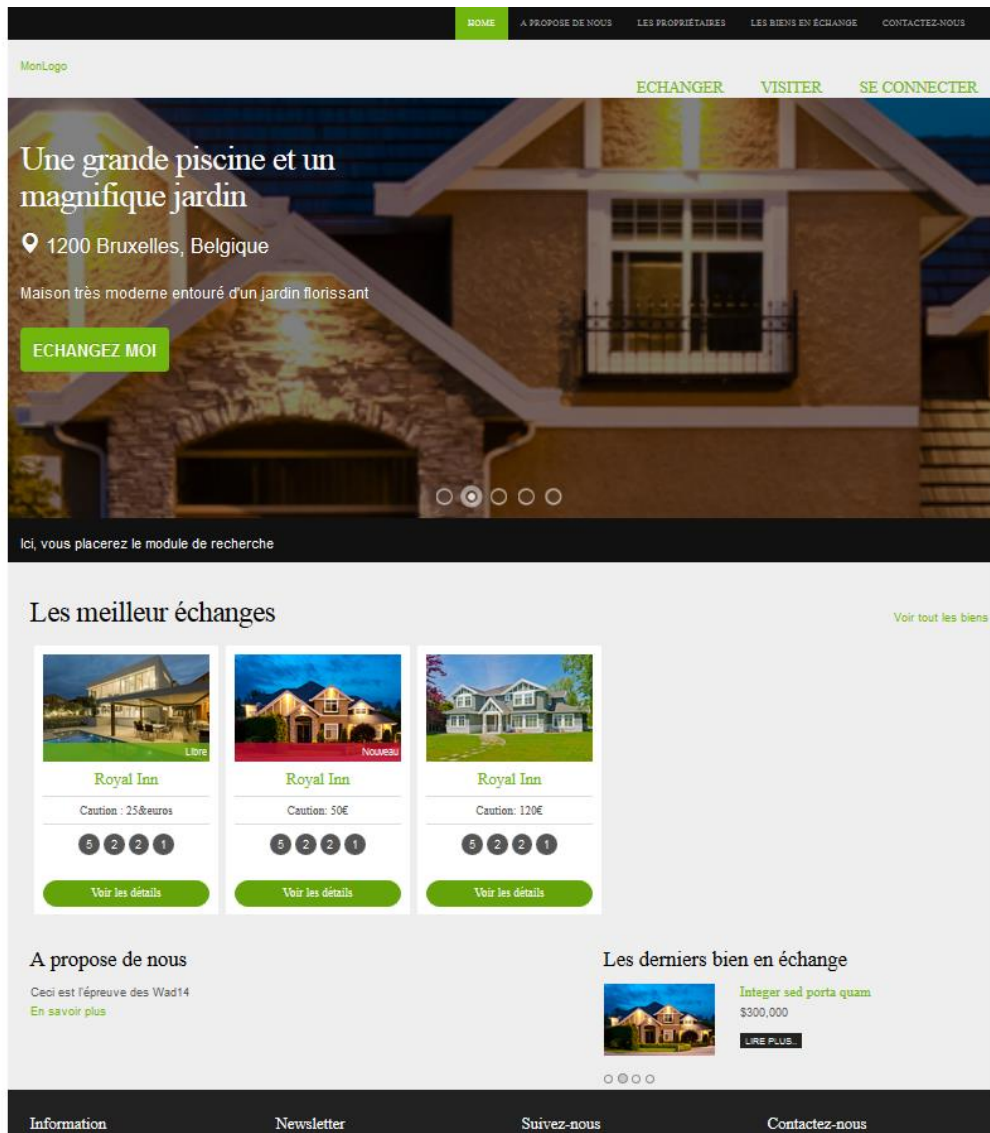 HOME A PROPOSE DE NOUS LES PROPRIÉTAIRES LES BIENS EN ÉCHANGE CONTACTEZ-NOUS
MonLogo
ECHANGER VISITER SE CONNECTER
Une grande piscine et un
magnifique jardin
1200 Bruxelles, Belgique
Maison très moderne entouré d'un jardin florissant
ECHANGEZ MOI
Ici, vous placerez le module de recherche
Les meilleur échanges
Voir tout les biens
Libre
Nouveau
Royal Inn Royal Inn Royal Inn
Caution : 25&euros Caution: 50€ Caution: 120€
5 2 2 1 5 2 2 1 5 2 2 1
Voir les détails Voir les détails Voir les détails
A propose de nous
Ceci est l'épreuve des Wad14
En savoir plus
Les derniers bien en échange
Integer sed porta quam
$300,000
LIRE PLUS..
Information Newsletter Suivez-nous Contactez-nous